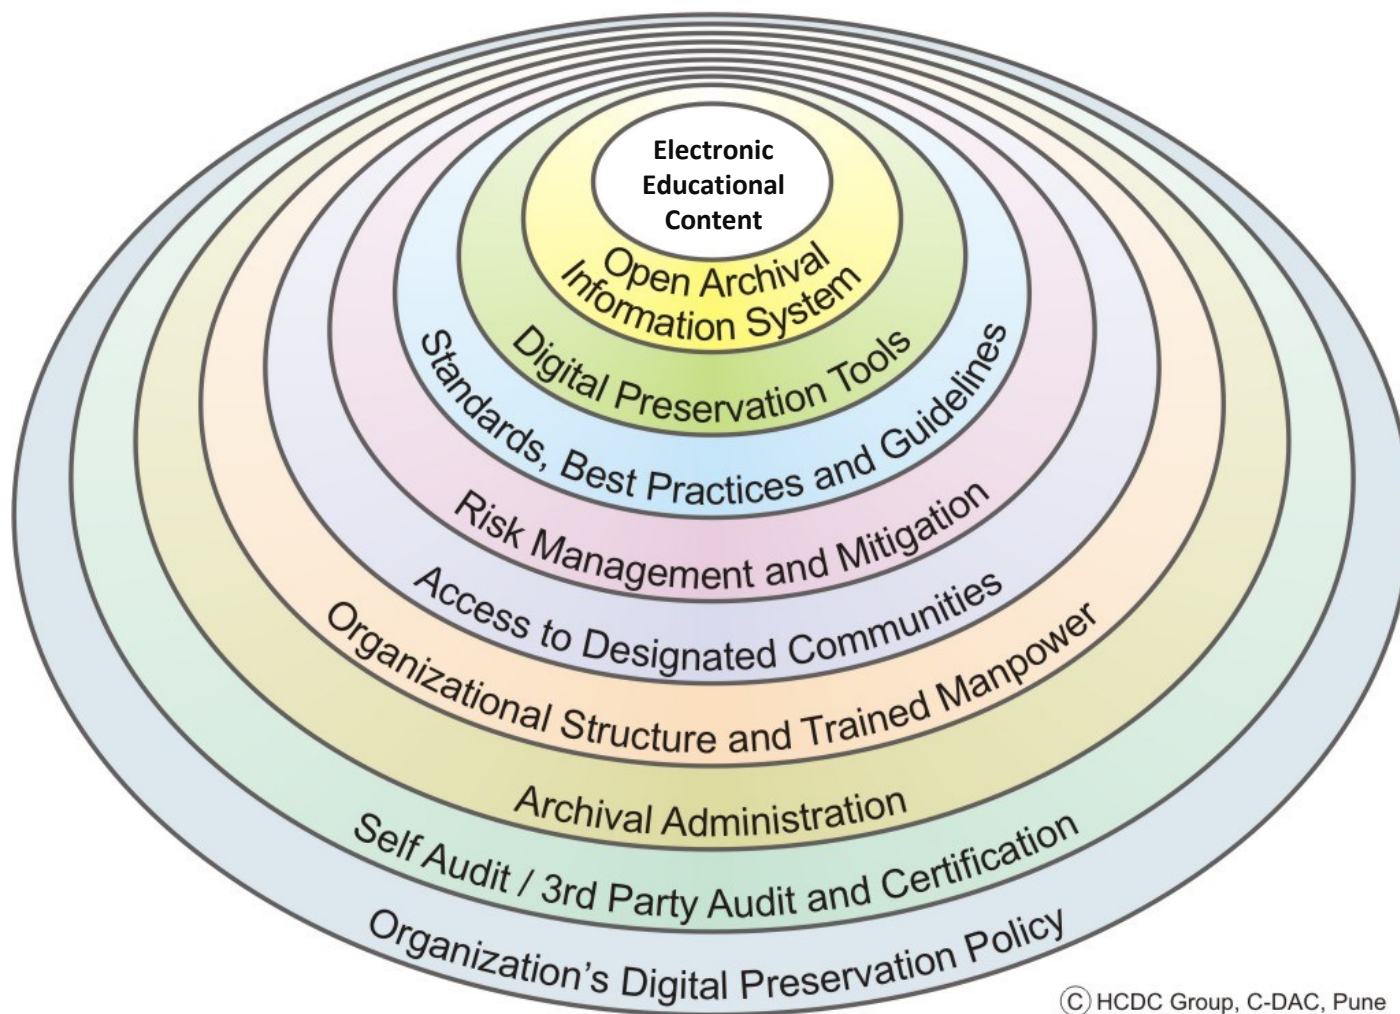 Electronic
Educational
Content
Open Archival
Information System
Digital Preservation Tools
Standards, Best Practices and Guidelines
Risk Management and Mitigation
Access to Designated Communities
Organizational Structure and Trained Manpower
Archival Administration
Self Audit / 3rd Party Audit and Certification
Organization’s Digital Preservation Policy
© HCDC Group, C-DAC, Pune